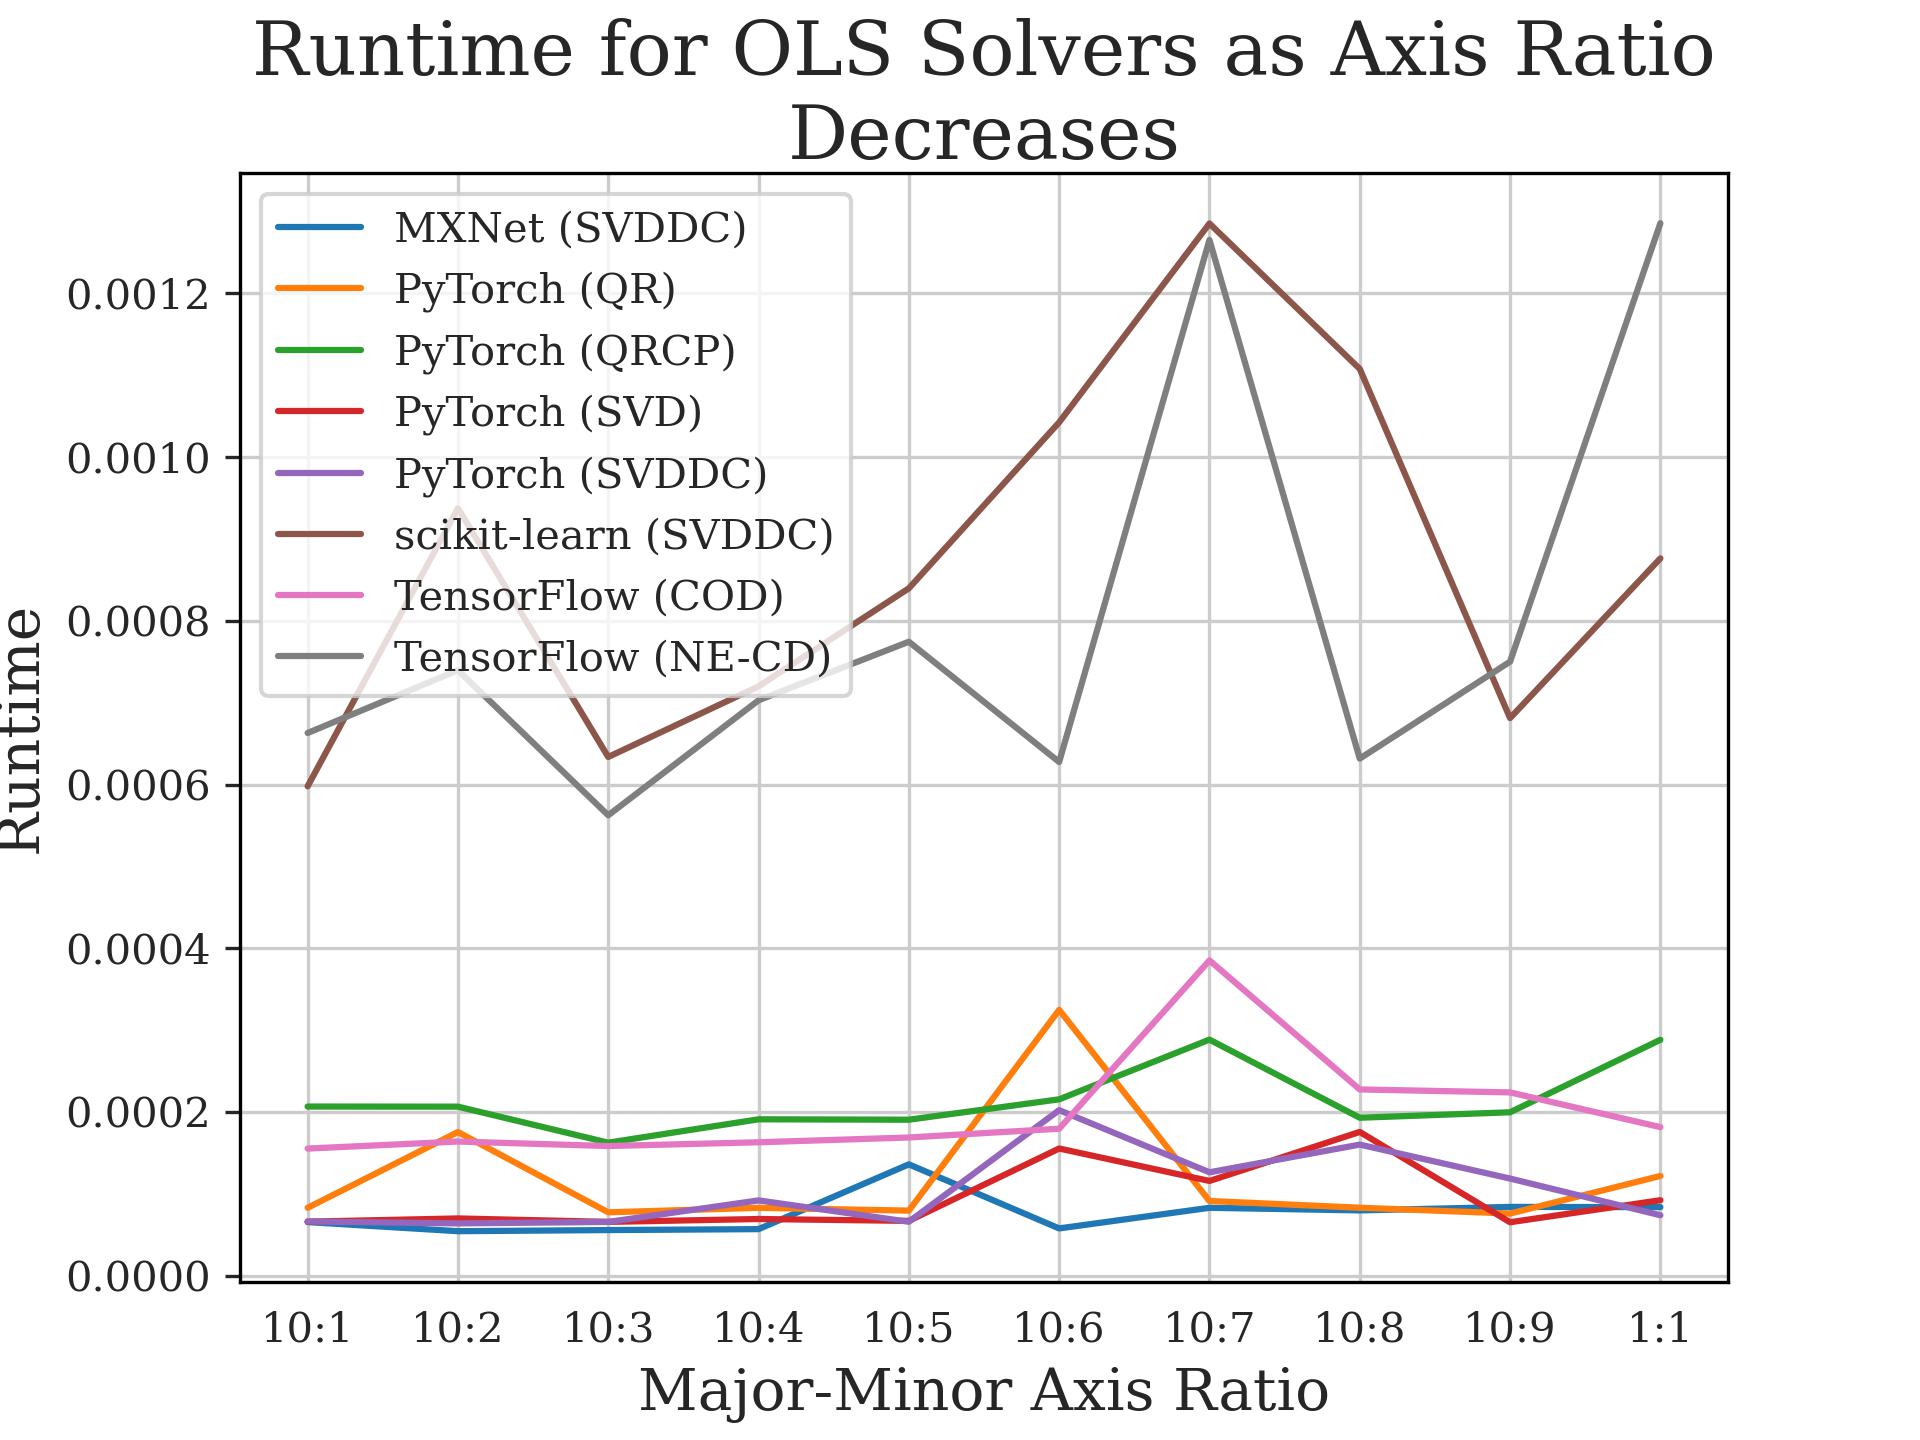 Runtime for OLS Solvers as Axis Ratio
Decreases
MXNet (SVDDC)
PyTorch (QR)
PyTorch (QRCP)
PyTorch (SVD)
PyTorch (SVDDC)
scikit-learn (SVDDC)
TensorFlow (COD)
TensorFlow (NE-CD)
Runtime
0.0012
0.0010
0.0008
0.0006
0.0004
0.0002
0.0000
10:1 10:2 10:3 10:4 10:5 10:6 10:7 10:8 10:9 1:1
Major-Minor Axis Ratio